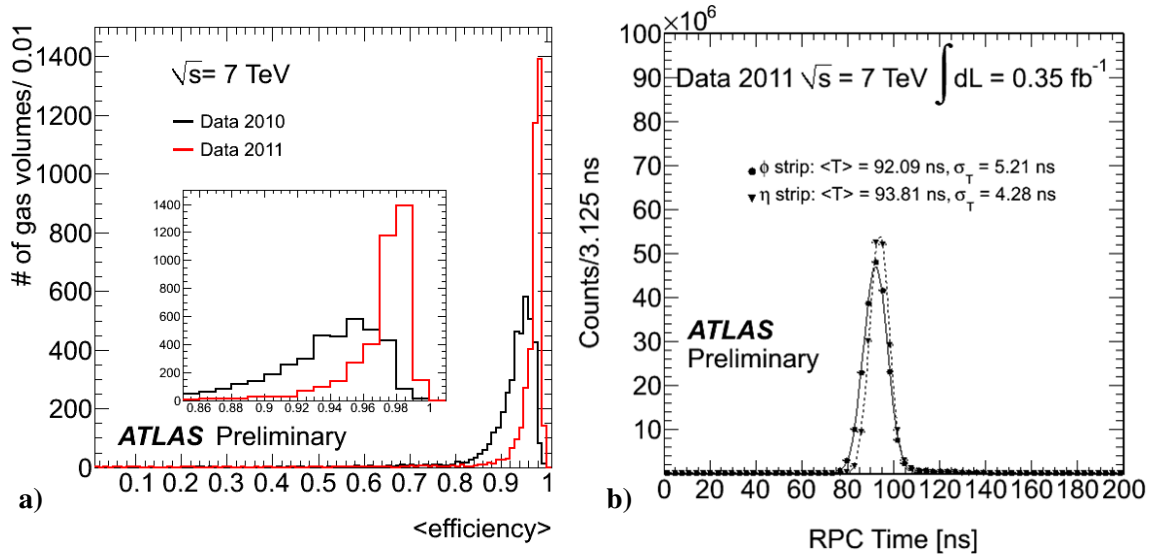 # of gas volumes/ 0.01
1400
1200
1000
800
600
400
200
0
√s= 7 TeV
Data 2010
Data 2011
1400
1200
1000
800
600
400
200
0
0.86 0.88 0.9 0.92 0.94 0.96 0.98 1
ATLAS Preliminary
0.1 0.2 0.3 0.4 0.5 0.6 0.7 0.8 0.9 1
<efficiency>
a)
×10⁶
Counts/3.125 ns
100
90
80
70
60
50
40
30
20
10
0
Data 2011 √s = 7 TeV ∫dL = 0.35 fb⁻¹
ϕ strip: <T> = 92.09 ns, σT = 5.21 ns
η strip: <T> = 93.81 ns, σT = 4.28 ns
ATLAS
Preliminary
0 20 40 60 80 100 120 140 160 180 200
RPC Time [ns]
b)